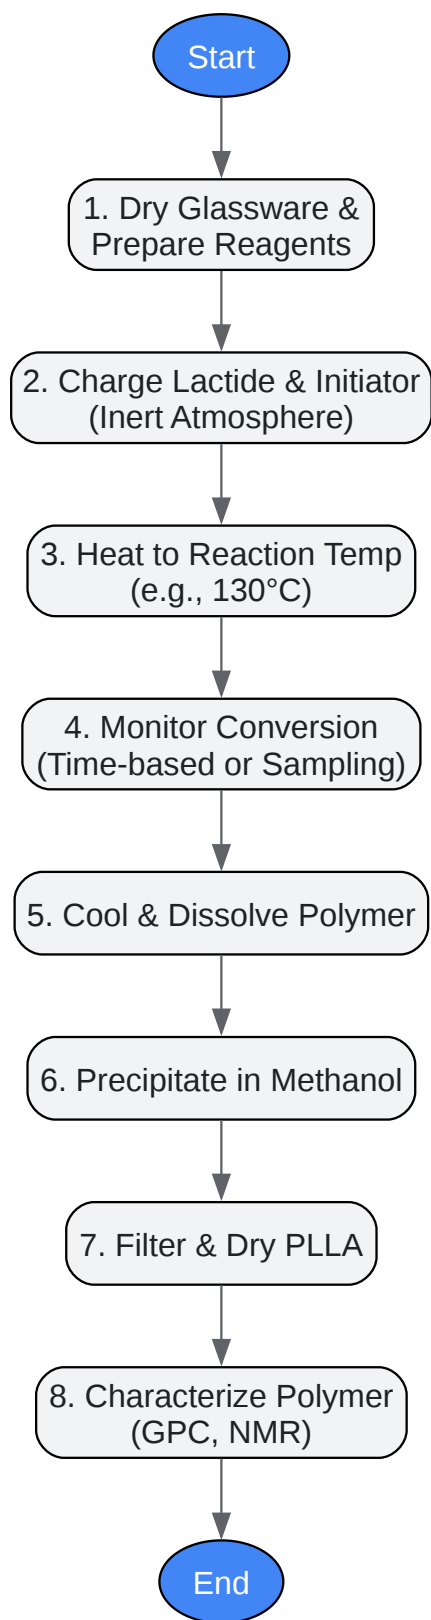 Start
1. Dry Glassware &
Prepare Reagents
2. Charge Lactide & Initiator
(Inert Atmosphere)
3. Heat to Reaction Temp
(e.g., 130°C)
4. Monitor Conversion
(Time-based or Sampling)
5. Cool & Dissolve Polymer
6. Precipitate in Methanol
7. Filter & Dry PLLA
8. Characterize Polymer
(GPC, NMR)
End